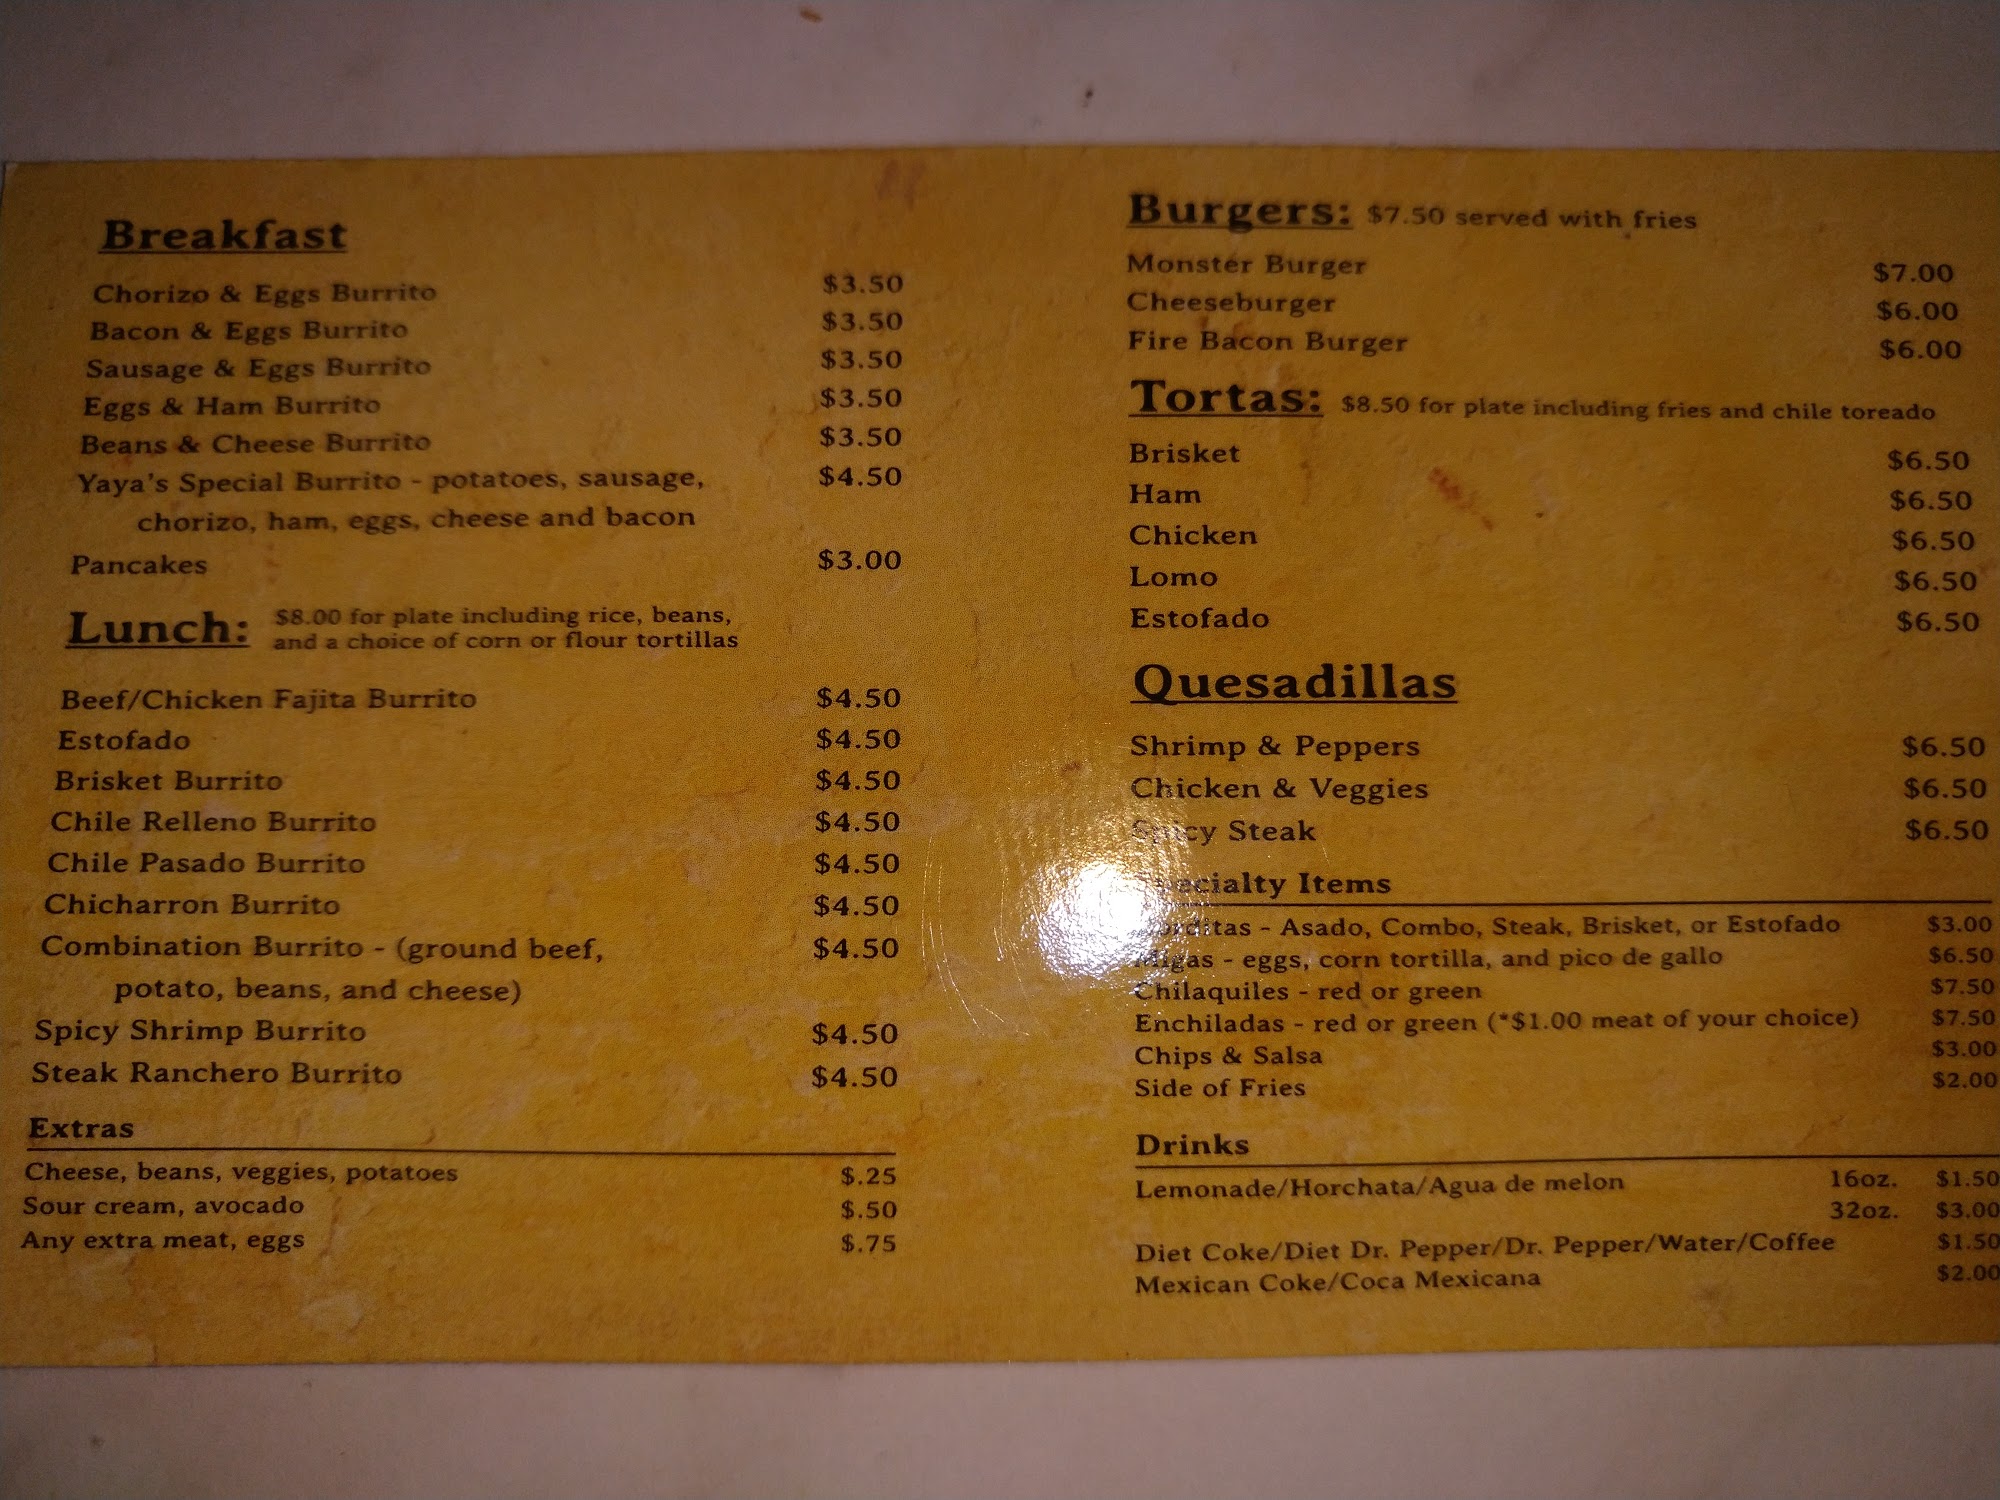 Breakfast
Chorizo & Eggs Burrito $3.50
Bacon & Eggs Burrito $3.50
Sausage & Eggs Burrito $3.50
Eggs & Ham Burrito $3.50
Beans & Cheese Burrito $3.50
Yaya's Special Burrito - potatoes, sausage, $4.50
chorizo, ham, eggs, cheese and bacon
Pancakes $3.00
Lunch: $8.00 for plate including rice, beans,
and a choice of corn or flour tortillas
Beef/Chicken Fajita Burrito $4.50
Estofado $4.50
Brisket Burrito $4.50
Chile Relleno Burrito $4.50
Chile Pasado Burrito $4.50
Chicharron Burrito $4.50
Combination Burrito - (ground beef, $4.50
potato, beans, and cheese)
Spicy Shrimp Burrito $4.50
Steak Ranchero Burrito $4.50
Extras
Cheese, beans, veggies, potatoes $.25
Sour cream, avocado $.50
Any extra meat, eggs $.75
Burgers: $7.50 served with fries
Monster Burger $7.00
Cheeseburger $6.00
Fire Bacon Burger $6.00
Tortas: $8.50 for plate including fries and chile toreado
Brisket $6.50
Ham $6.50
Chicken $6.50
Lomo $6.50
Estofado $6.50
Quesadillas
Shrimp & Peppers $6.50
Chicken & Veggies $6.50
Spicy Steak $6.50
Specialty Items
Gorditas - Asado, Combo, Steak, Brisket, or Estofado $3.00
Migas - eggs, corn tortilla, and pico de gallo $6.50
Chilaquiles - red or green $7.50
Enchiladas - red or green (*$1.00 meat of your choice) $7.50
Chips & Salsa $3.00
Side of Fries $2.00
Drinks
Lemonade/Horchata/Agua de melon 16oz. $1.50
32oz. $3.00
Diet Coke/Diet Dr. Pepper/Dr. Pepper/Water/Coffee $1.50
Mexican Coke/Coca Mexicana $2.00